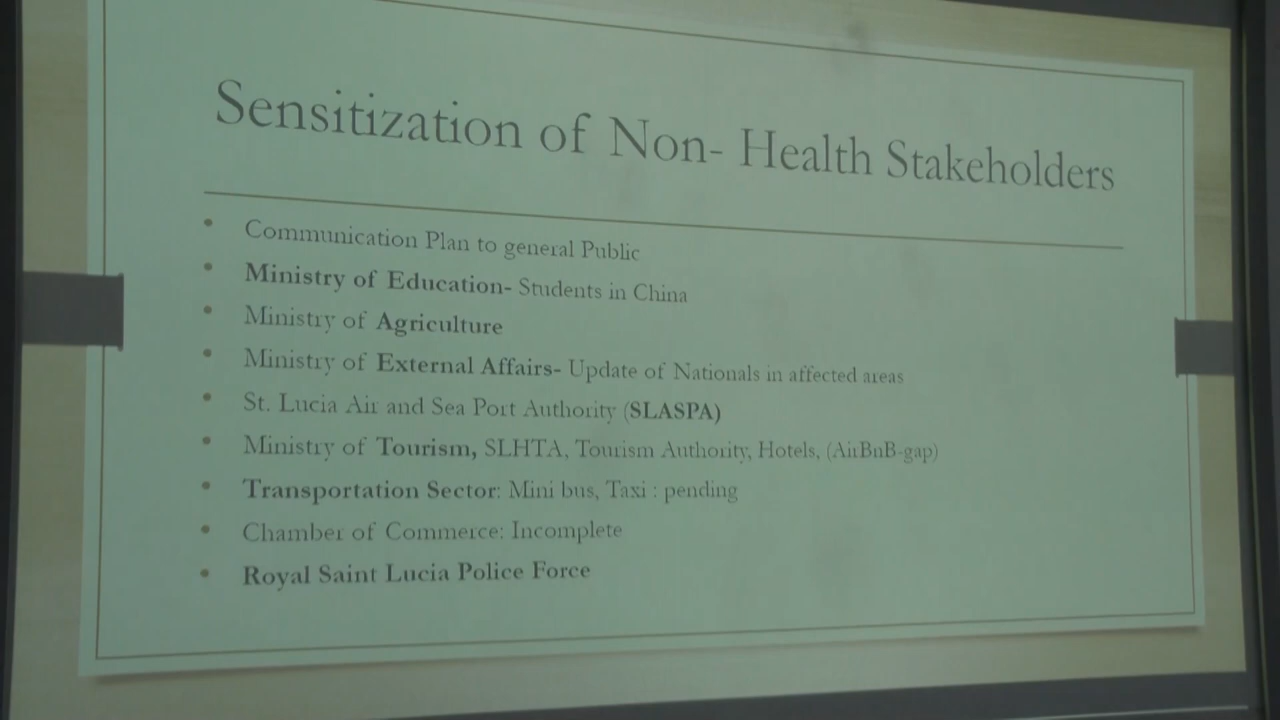 Sensitization of Non- Health Stakeholders
• Communication Plan to general Public
• Ministry of Education- Students in China
• Ministry of Agriculture
• Ministry of External Affairs- Update of Nationals in affected areas
• St. Lucia Air and Sea Port Authority (SLASPA)
• Ministry of Tourism, SLHTA, Tourism Authority, Hotels, (AirBnB-gap)
• Transportation Sector: Mini bus, Taxi : pending
• Chamber of Commerce: Incomplete
• Royal Saint Lucia Police Force